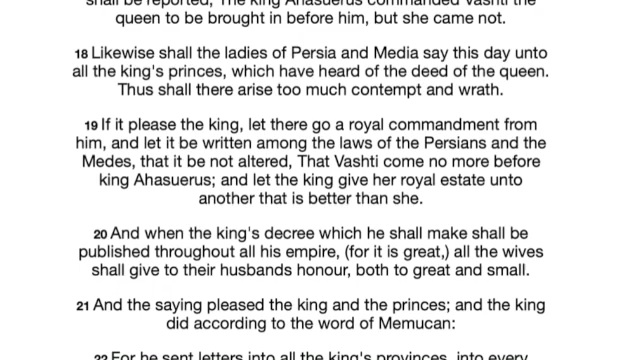 shall be reported, The king Ahasuerus commanded Vashti the
queen to be brought in before him, but she came not.
18 Likewise shall the ladies of Persia and Media say this day unto
all the king's princes, which have heard of the deed of the queen.
Thus shall there arise too much contempt and wrath.
19 If it please the king, let there go a royal commandment from
him, and let it be written among the laws of the Persians and the
Medes, that it be not altered, That Vashti come no more before
king Ahasuerus; and let the king give her royal estate unto
another that is better than she.
20 And when the king's decree which he shall make shall be
published throughout all his empire, (for it is great,) all the wives
shall give to their husbands honour, both to great and small.
21 And the saying pleased the king and the princes; and the king
did according to the word of Memucan:
22 For he sent letters into all the king's provinces, into every